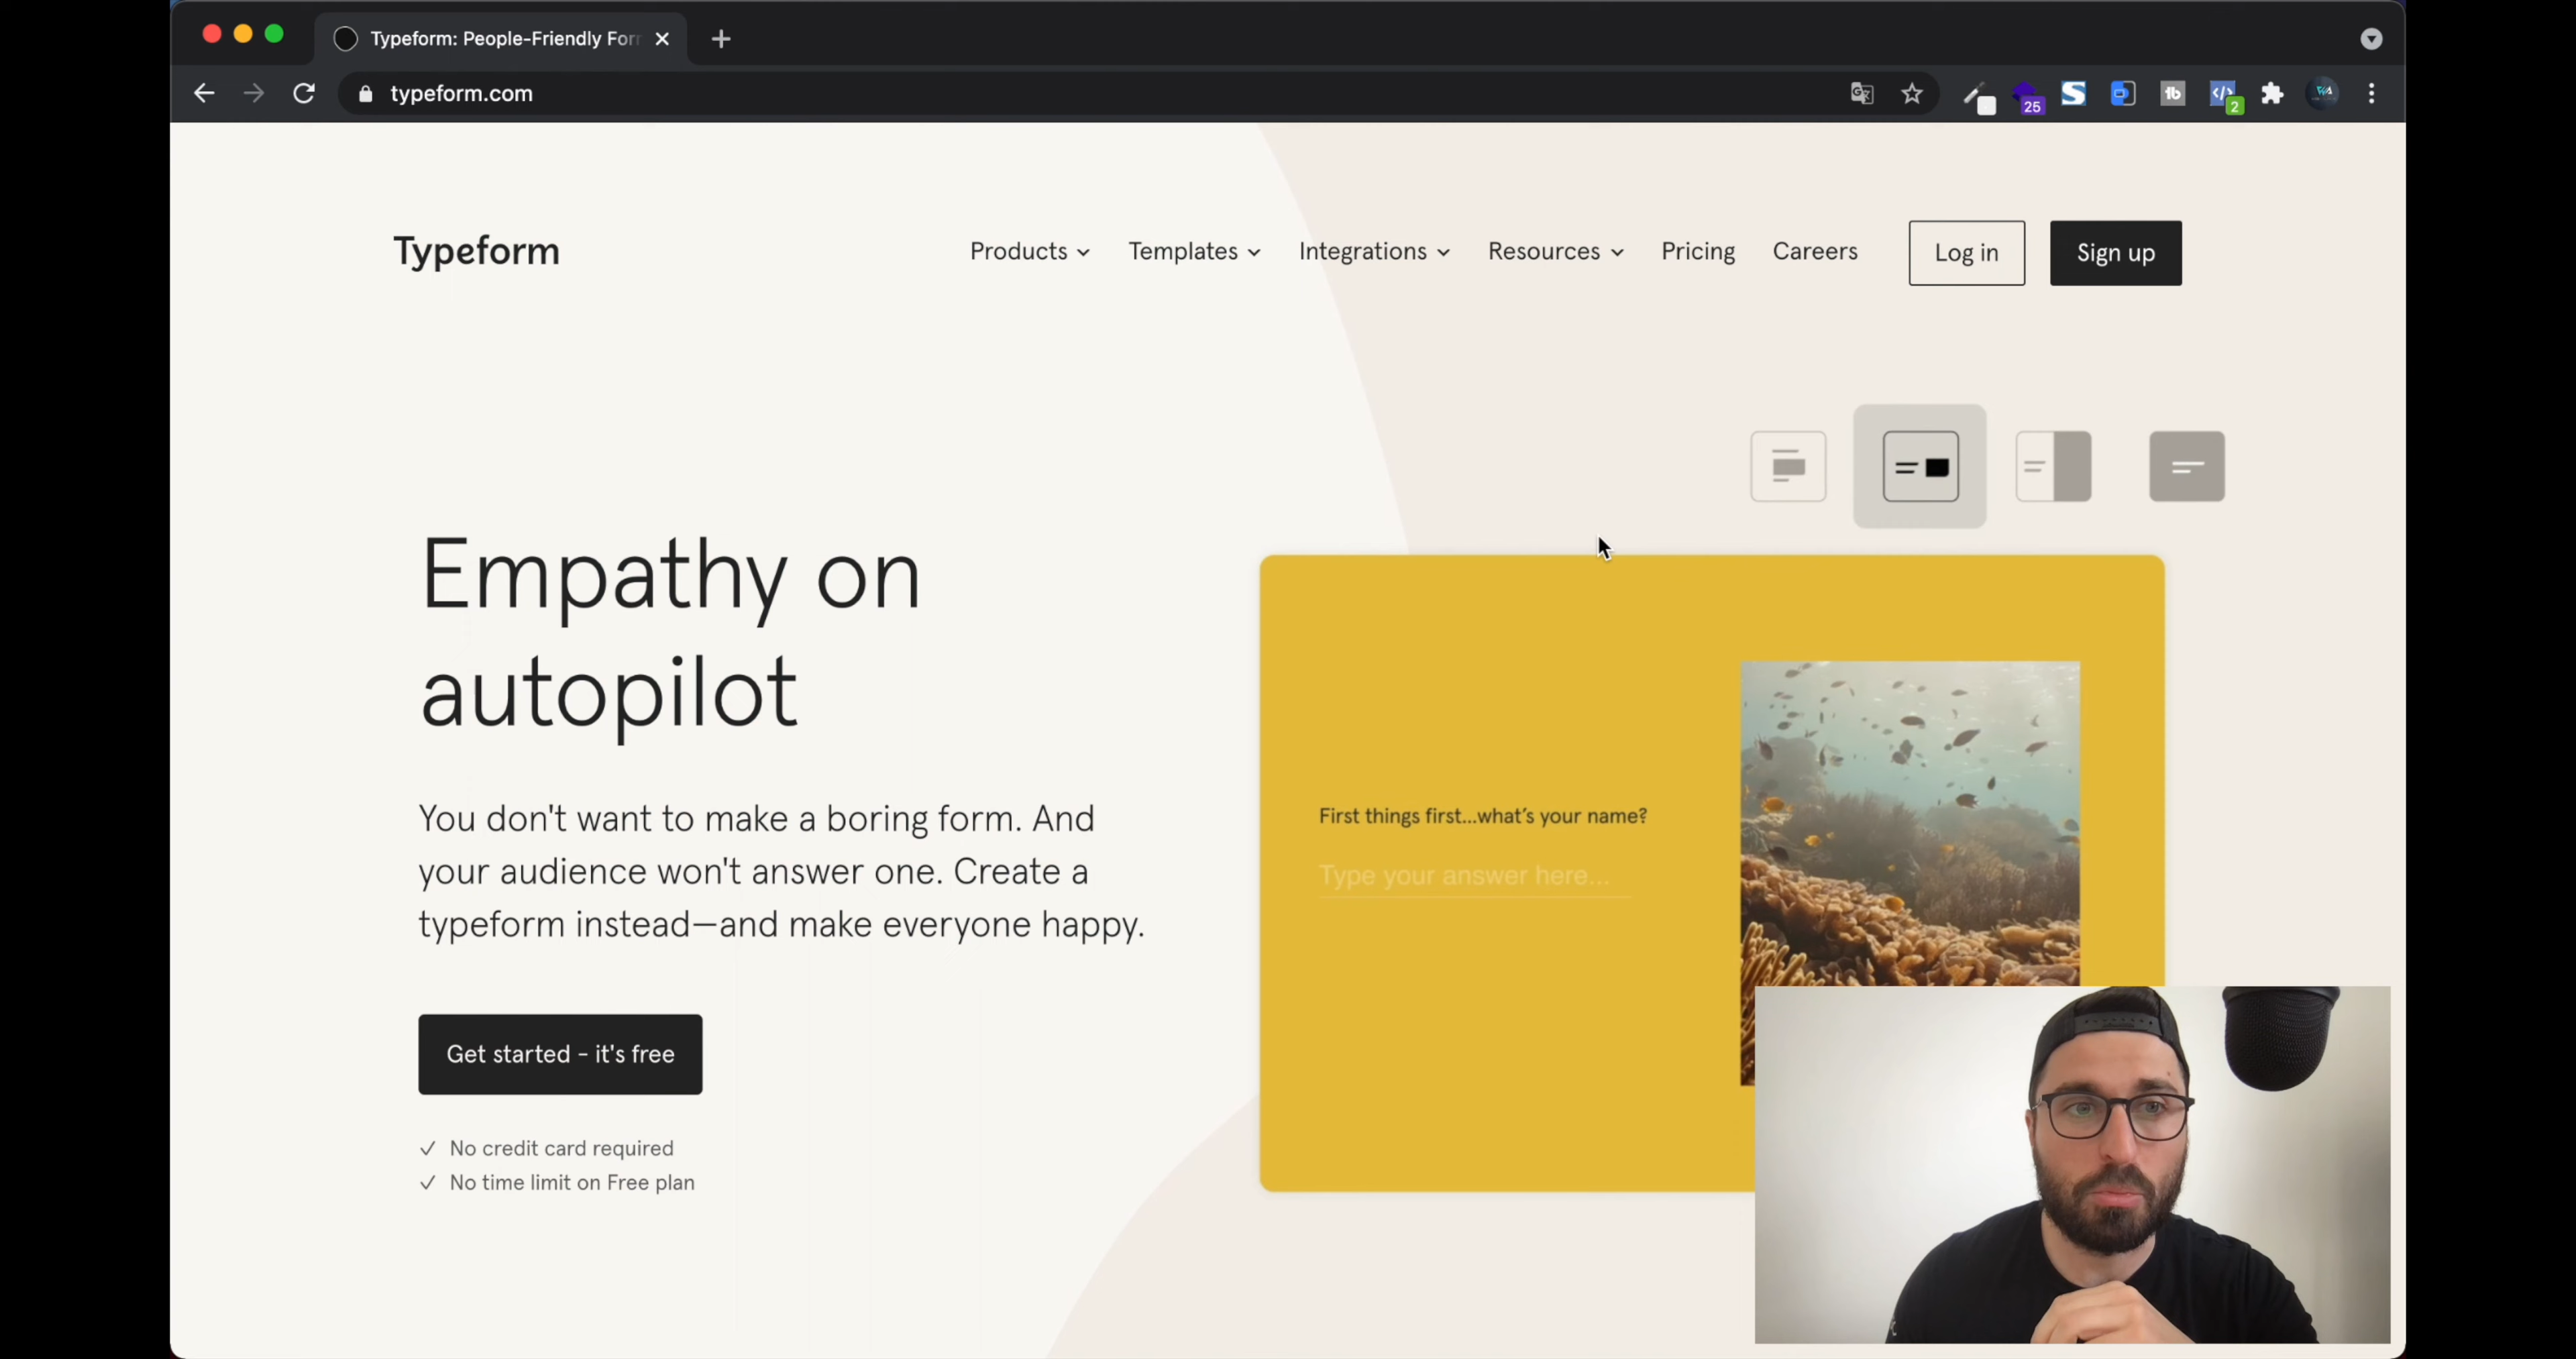 Typeform: People-Friendly For
typeform.com
25
2
Typeform
Products
Templates
Integrations
Resources
Pricing
Careers
Log in
Sign up
Empathy on
autopilot
You don't want to make a boring form. And
your audience won't answer one. Create a
typeform instead—and make everyone happy.
Get started - it's free
No credit card required
No time limit on Free plan
First things first...what's your name?
Type your answer here...